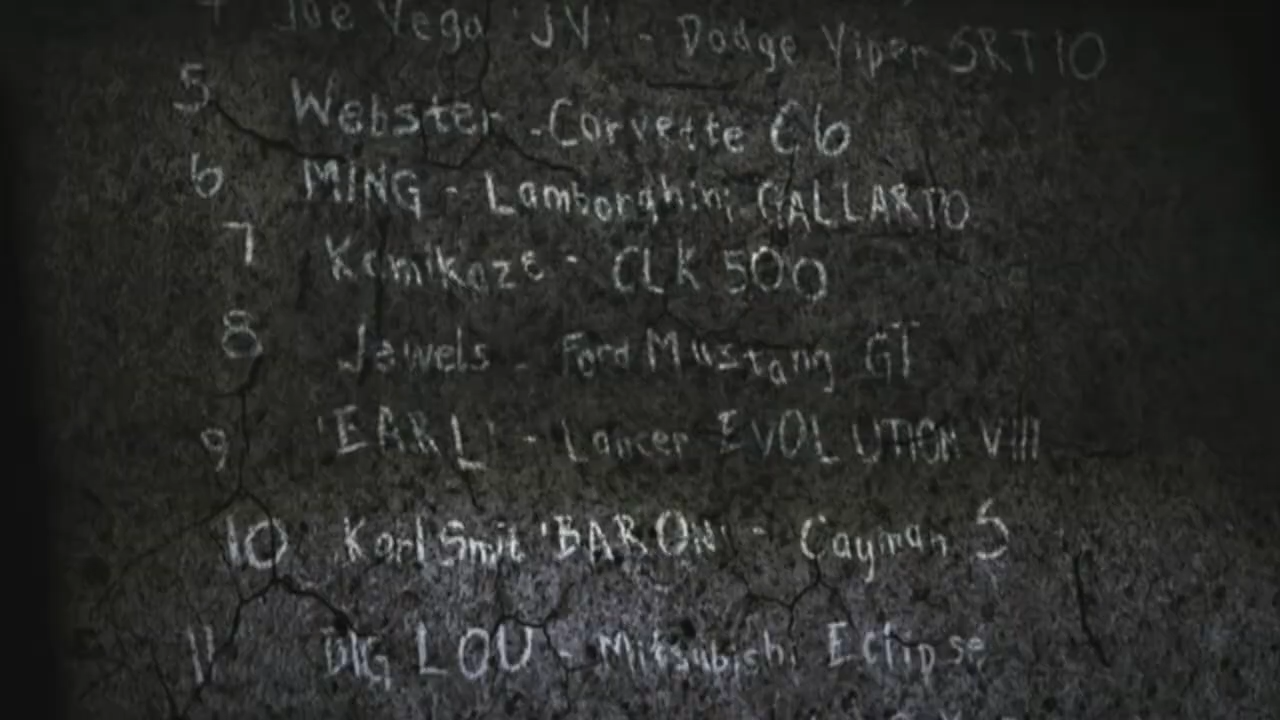 4 Joe Vega 'JV' - Dodge Viper SRT10
5 Webster - Corvette C6
6 MING - Lamborghini GALLARDO
7 Kamikaze - CLK 500
8 Jewels - Ford Mustang GT
9 'EARL' - Lancer EVOLUTION VIII
10 Karl Smit 'BARON' - Cayman S
11 BIG LOU - Mitsubishi Eclipse